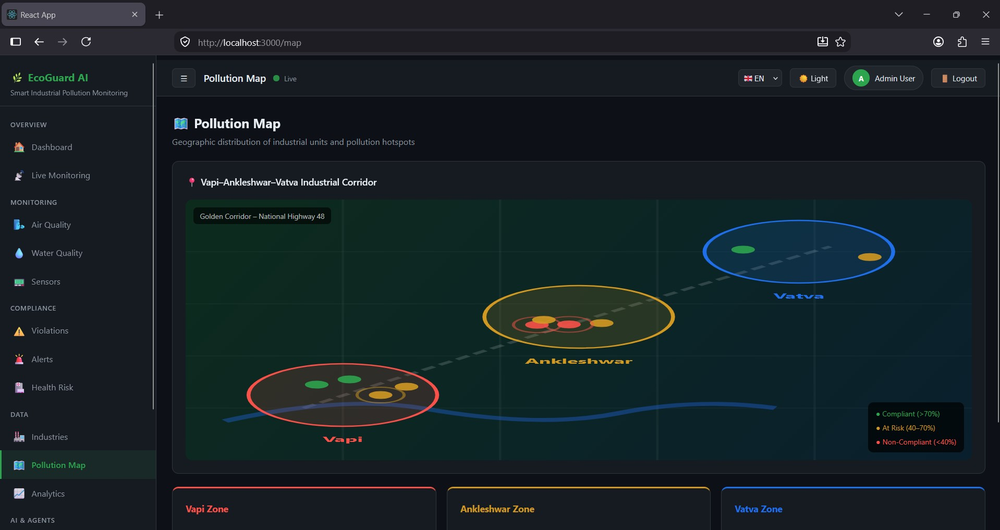 React App
http://localhost:3000/map
EcoGuard AI
Smart Industrial Pollution Monitoring
OVERVIEW
Dashboard
Live Monitoring
MONITORING
Air Quality
Water Quality
Sensors
COMPLIANCE
Violations
Alerts
Health Risk
DATA
Industries
Pollution Map
Analytics
AI & AGENTS
Pollution Map
Live
EN
Light
A
Admin User
Logout
Pollution Map
Geographic distribution of industrial units and pollution hotspots
Vapi–Ankleshwar–Vatva Industrial Corridor
Golden Corridor – National Highway 48
Vatva
Ankleshwar
Vapi
● Compliant (>70%)
● At Risk (40–70%)
● Non-Compliant (<40%)
Vapi Zone
Ankleshwar Zone
Vatva Zone